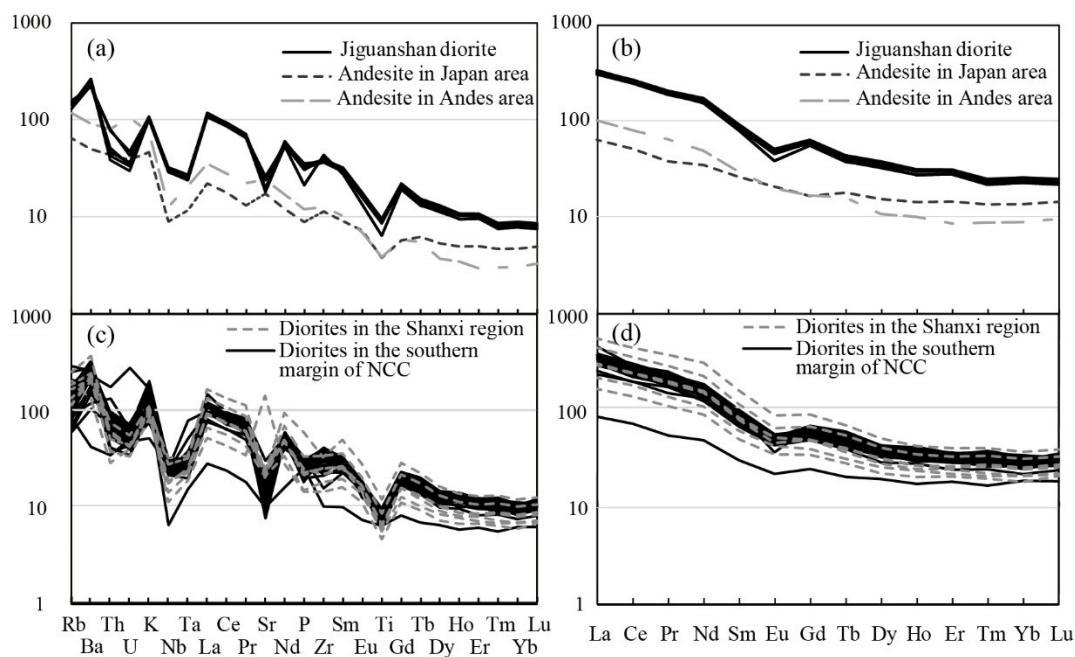 1000
100
10
(a)
Jiguanshan diorite
Andesite in Japan area
Andesite in Andes area
1000
100
10
(b)
Jiguanshan diorite
Andesite in Japan area
Andesite in Andes area
1000
100
10
1
(c)
Diorites in the Shanxi region
Diorites in the southern
margin of NCC
Rb Th K Ta Ce Sr P Sm Ti Tb Ho Tm Lu
Ba U Nb La Pr Nd Zr Eu Gd Dy Er Yb
1000
100
10
1
(d)
Diorites in the Shanxi region
Diorites in the southern
margin of NCC
La Ce Pr Nd Sm Eu Gd Tb Dy Ho Er Tm Yb Lu